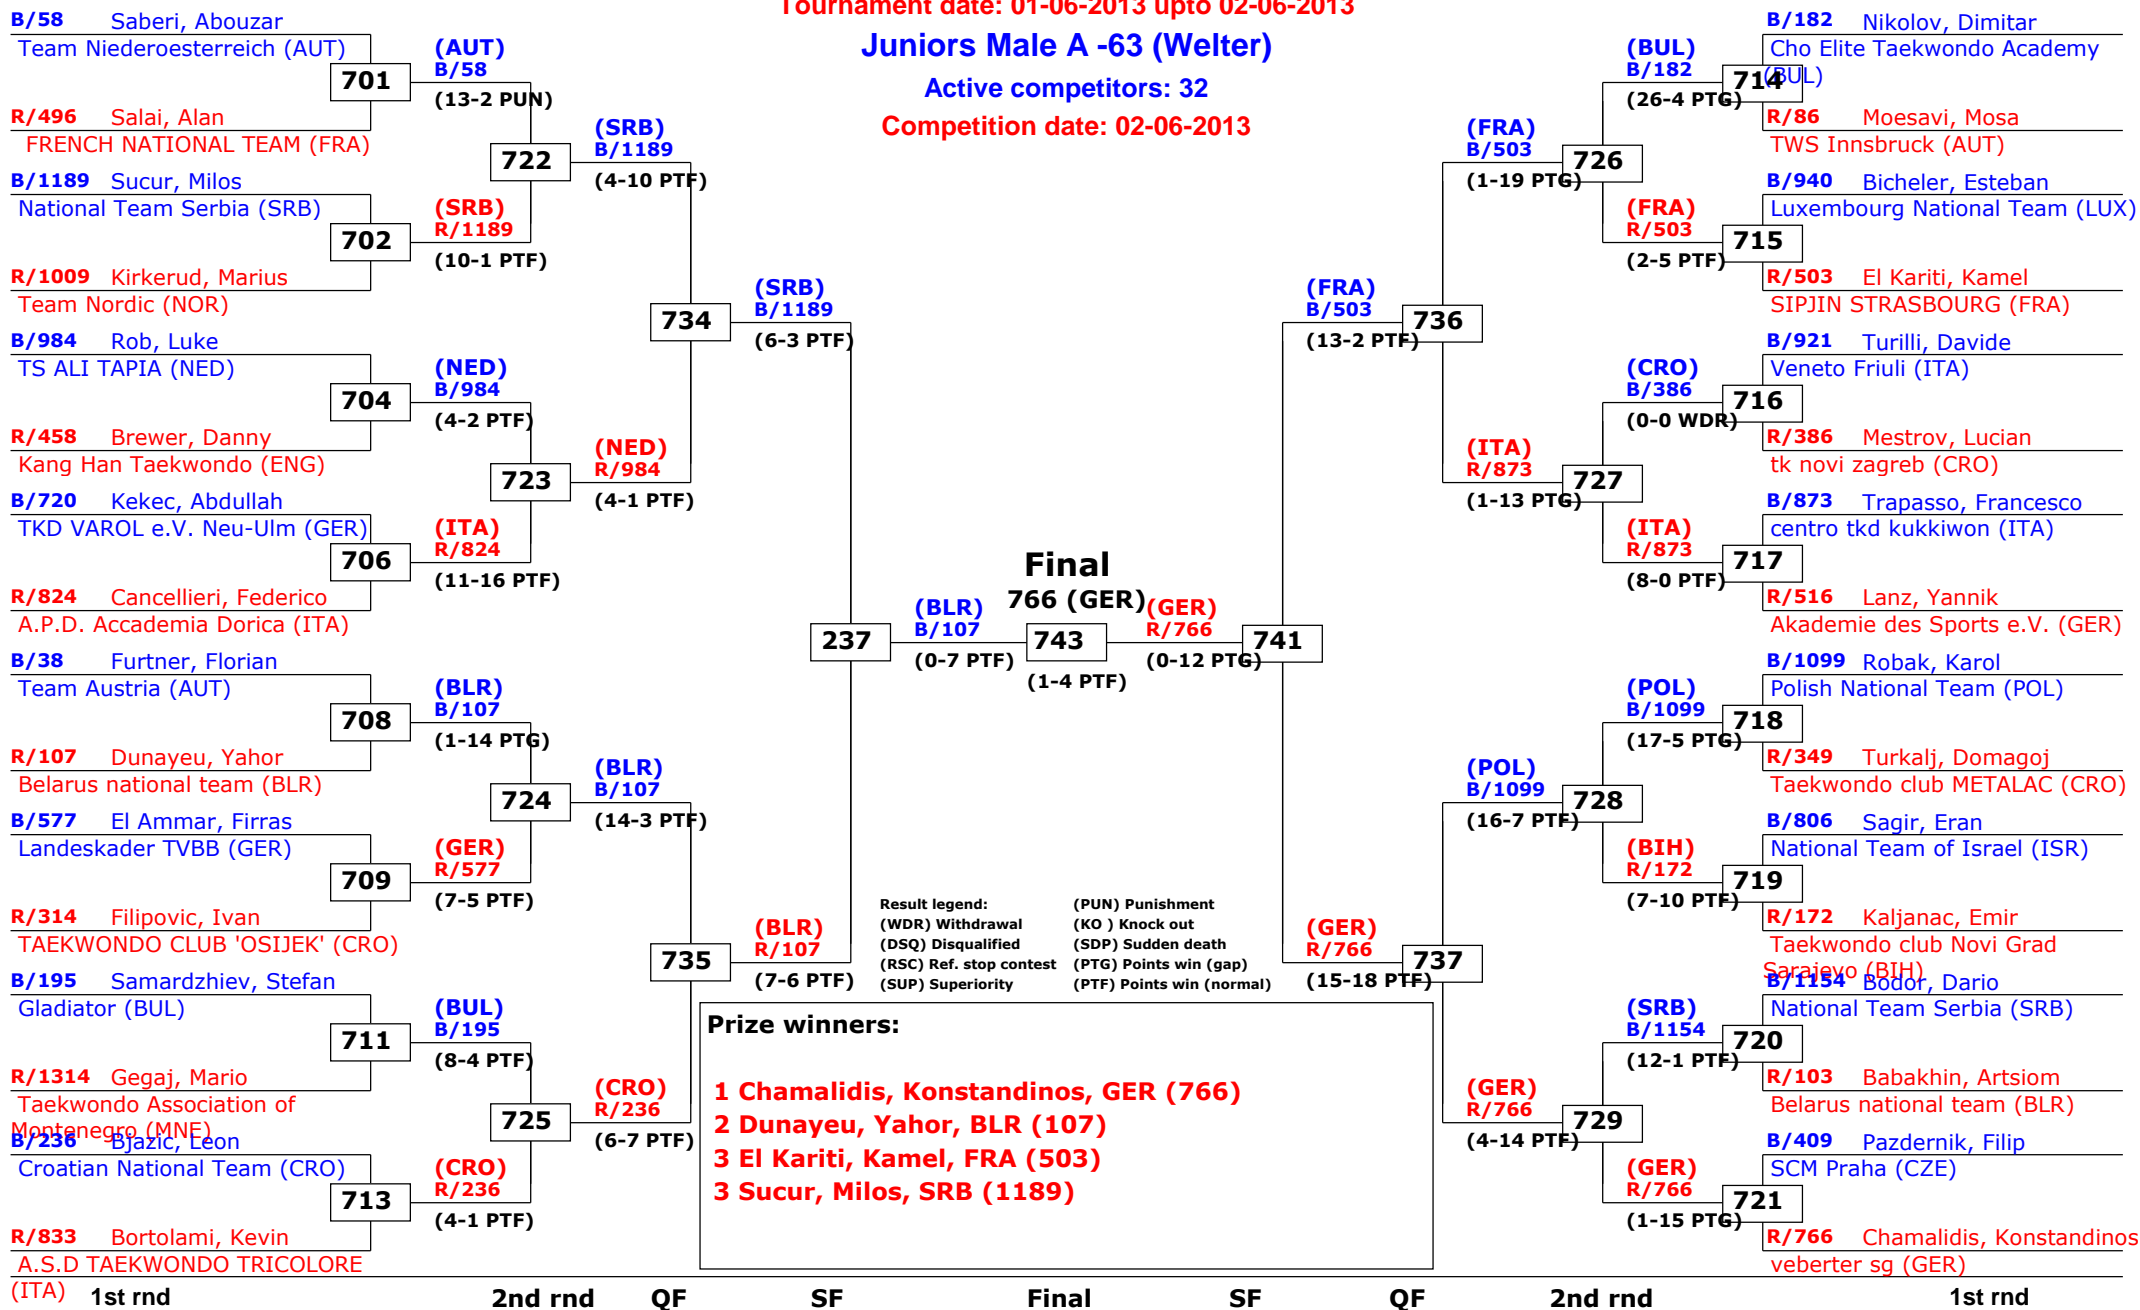 Tournament date: 01-06-2013 upto 02-06-2013
Juniors Male A -63 (Welter)
Active competitors: 32
Competition date: 02-06-2013
B/58 Saberi, Abouzar
Team Niederoesterreich (AUT)
701
R/496 Salai, Alan
FRENCH NATIONAL TEAM (FRA)
B/1189 Sucur, Milos
National Team Serbia (SRB)
702
R/1009 Kirkerud, Marius
Team Nordic (NOR)
B/984 Rob, Luke
TS ALI TAPIA (NED)
704
R/458 Brewer, Danny
Kang Han Taekwondo (ENG)
B/720 Kekec, Abdullah
TKD VAROL e.V. Neu-Ulm (GER)
706
R/824 Cancellieri, Federico
A.P.D. Accademia Dorica (ITA)
B/38 Furtner, Florian
Team Austria (AUT)
708
R/107 Dunayeu, Yahor
Belarus national team (BLR)
B/577 El Ammar, Firras
Landeskader TVBB (GER)
709
R/314 Filipovic, Ivan
TAEKWONDO CLUB 'OSIJEK' (CRO)
B/195 Samardzhiev, Stefan
Gladiator (BUL)
711
R/1314 Gegaj, Mario
Taekwondo Association of
Montenegro (MNE)
B/236 Bjazic, Leon
Croatian National Team (CRO)
713
R/833 Bortolami, Kevin
A.S.D TAEKWONDO TRICOLORE
(ITA)
(AUT)
B/58
(13-2 PUN)
722
(SRB)
R/1189
(10-1 PTF)
(NED)
B/984
(4-2 PTF)
723
(ITA)
R/824
(11-16 PTF)
(BLR)
B/107
(1-14 PTG)
724
(GER)
R/577
(7-5 PTF)
(BUL)
B/195
(8-4 PTF)
725
(CRO)
R/236
(4-1 PTF)
(SRB)
B/1189
(4-10 PTF)
734
(NED)
R/984
(4-1 PTF)
(BLR)
B/107
(14-3 PTF)
735
(CRO)
R/236
(6-7 PTF)
(SRB)
B/1189
(6-3 PTF)
237
(BLR)
R/107
(7-6 PTF)
(BLR)
B/107
(0-7 PTF)
Final
766 (GER)
743
(1-4 PTF)
(GER)
R/766
(0-12 PTG)
741
(FRA)
B/503
(13-2 PTF)
736
(GER)
R/766
(15-18 PTF)
737
(FRA)
B/503
(1-19 PTG)
726
(ITA)
R/873
(1-13 PTG)
727
(POL)
B/1099
(16-7 PTF)
728
(GER)
R/766
(4-14 PTF)
729
(BUL)
B/182
(26-4 PTG)
714
(FRA)
R/503
(2-5 PTF)
715
(CRO)
B/386
(0-0 WDR)
716
(ITA)
R/873
(8-0 PTF)
717
(POL)
B/1099
(17-5 PTG)
718
(BIH)
R/172
(7-10 PTF)
719
(SRB)
B/1154
(12-1 PTF)
720
(GER)
R/766
(1-15 PTG)
721
B/182 Nikolov, Dimitar
Cho Elite Taekwondo Academy
(BUL)
R/86 Moesavi, Mosa
TWS Innsbruck (AUT)
B/940 Bicheler, Esteban
Luxembourg National Team (LUX)
R/503 El Kariti, Kamel
SIPJIN STRASBOURG (FRA)
B/921 Turilli, Davide
Veneto Friuli (ITA)
R/386 Mestrov, Lucian
tk novi zagreb (CRO)
B/873 Trapasso, Francesco
centro tkd kukkiwon (ITA)
R/516 Lanz, Yannik
Akademie des Sports e.V. (GER)
B/1099 Robak, Karol
Polish National Team (POL)
R/349 Turkalj, Domagoj
Taekwondo club METALAC (CRO)
B/806 Sagir, Eran
National Team of Israel (ISR)
R/172 Kaljanac, Emir
Taekwondo club Novi Grad
Sarajevo (BIH)
B/1154 Bodor, Dario
National Team Serbia (SRB)
R/103 Babakhin, Artsiom
Belarus national team (BLR)
B/409 Pazdernik, Filip
SCM Praha (CZE)
R/766 Chamalidis, Konstandinos
veberter sg (GER)
Result legend:
(WDR) Withdrawal
(DSQ) Disqualified
(RSC) Ref. stop contest
(SUP) Superiority
(PUN) Punishment
(KO ) Knock out
(SDP) Sudden death
(PTG) Points win (gap)
(PTF) Points win (normal)
Prize winners:
1 Chamalidis, Konstandinos, GER (766)
2 Dunayeu, Yahor, BLR (107)
3 El Kariti, Kamel, FRA (503)
3 Sucur, Milos, SRB (1189)
1st rnd 2nd rnd QF SF Final SF QF 2nd rnd 1st rnd